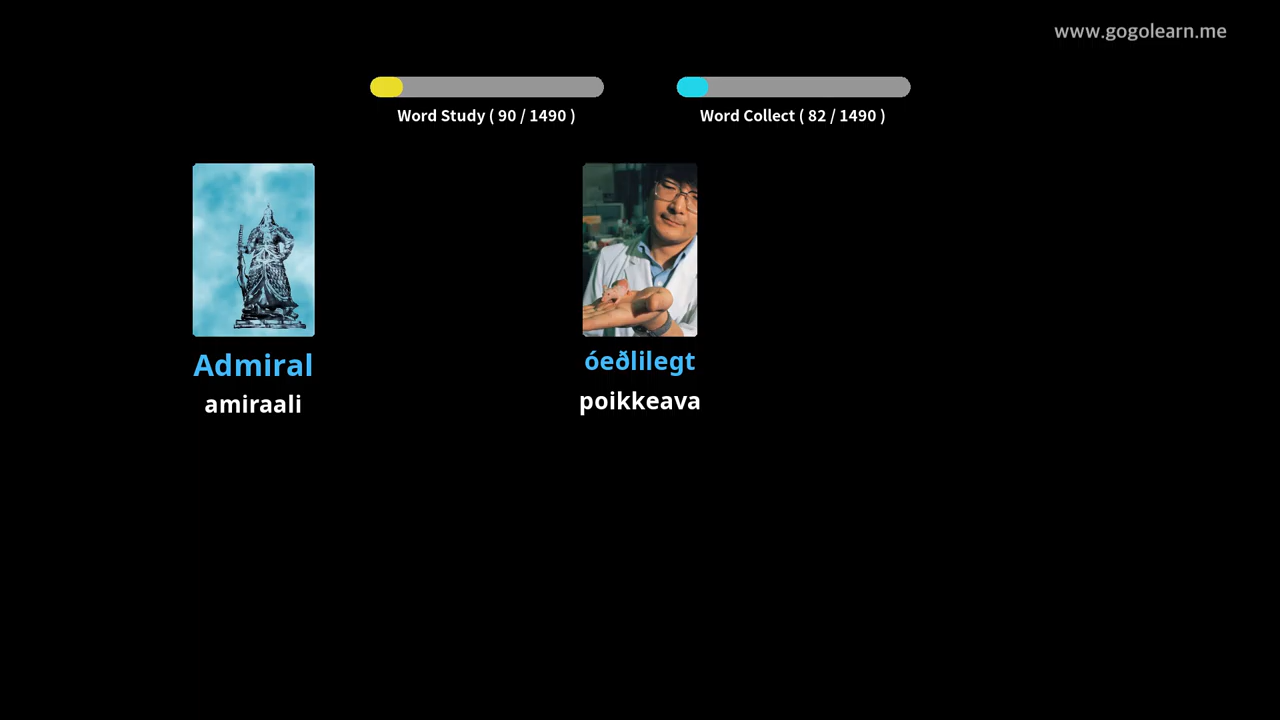 www.gogolearn.me
Word Study ( 90 / 1490 )
Word Collect ( 82 / 1490 )
Admiral
amiraali
óeðlilegt
poikkeava